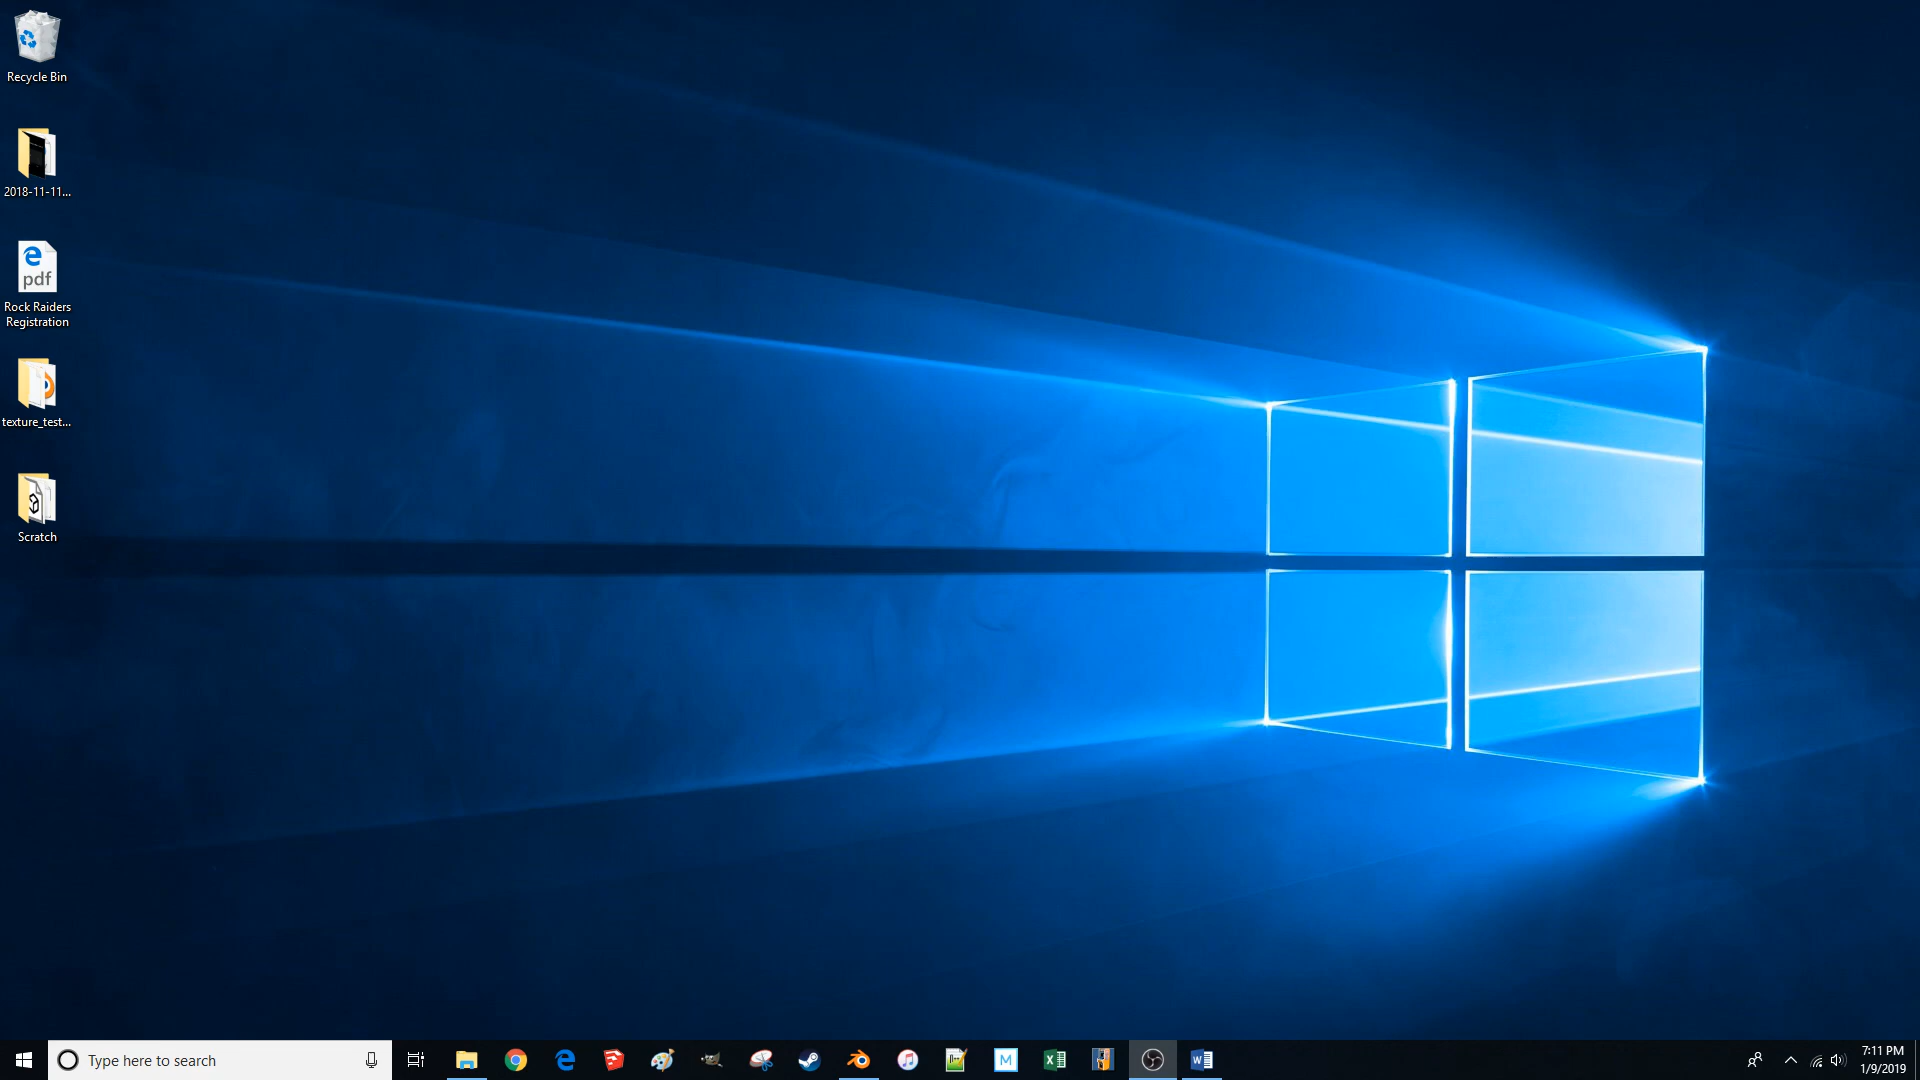 Recycle Bin
2018-11-11...
pdf
Rock Raiders
Registration
texture_test...
Scratch
Type here to search
7:11 PM
1/9/2019